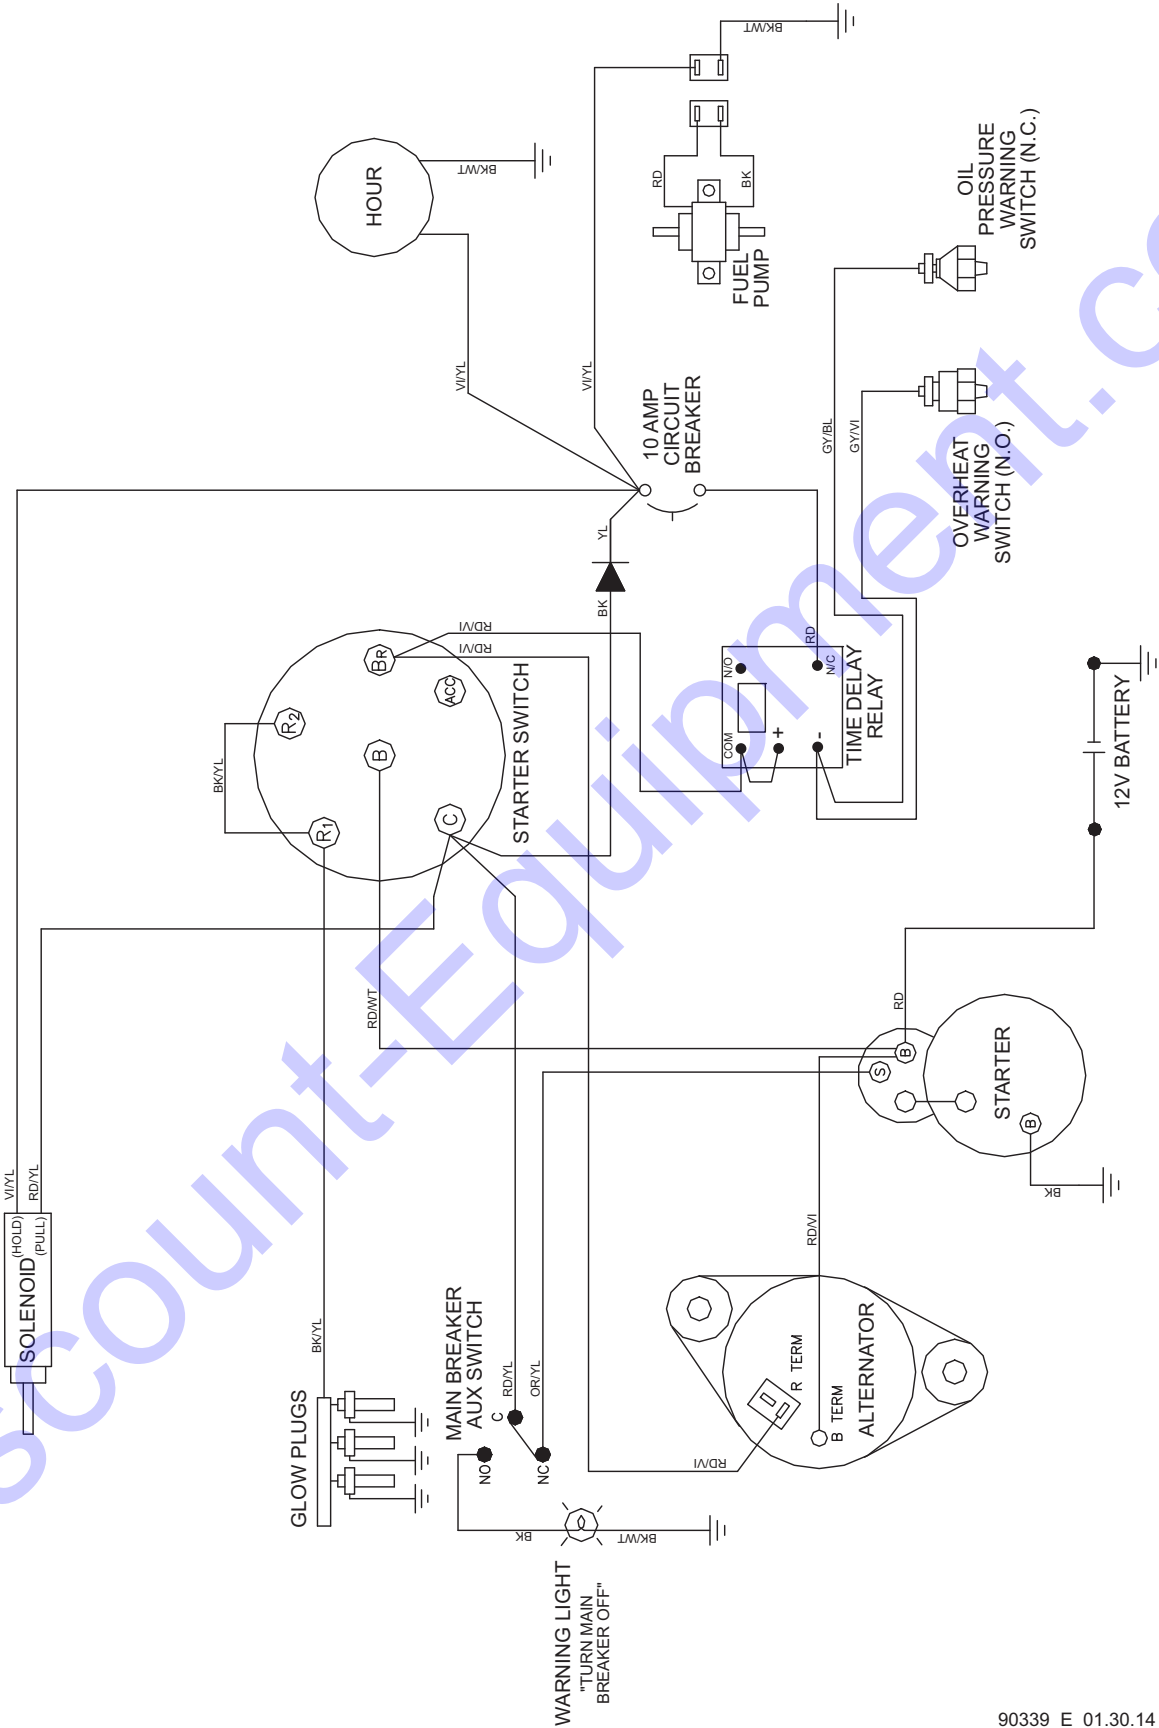 BK/WT
HOUR
BK/WT
RD
BK
FUEL
PUMP
OIL
PRESSURE
WARNING
SWITCH (N.C.)
VI/YL
VI/YL
10 AMP
CIRCUIT
BREAKER
GY/BL
GY/VI
OVERHEAT
WARNING
SWITCH (N.O.)
YL
BK
RD/VI
RD/VI
BR
R2
ACC
B
R1
C
BK/YL
STARTER SWITCH
N/O
RD
N/C
COM
+
-
TIME DELAY
RELAY
12V BATTERY
RD/WT
RD
B
S
STARTER
B
BK
VI/YL
RD/YL
(HOLD)
(PULL)
SOLENOID
BK/YL
GLOW PLUGS
MAIN BREAKER
AUX SWITCH
C
RD/YL
OR/YL
NO
NC
RD/VI
R TERM
B TERM
ALTERNATOR
RD/VI
BK
BK/WT
WARNING LIGHT
"TURN MAIN
BREAKER OFF"
scount-Equipment.c
90339 E 01.30.14